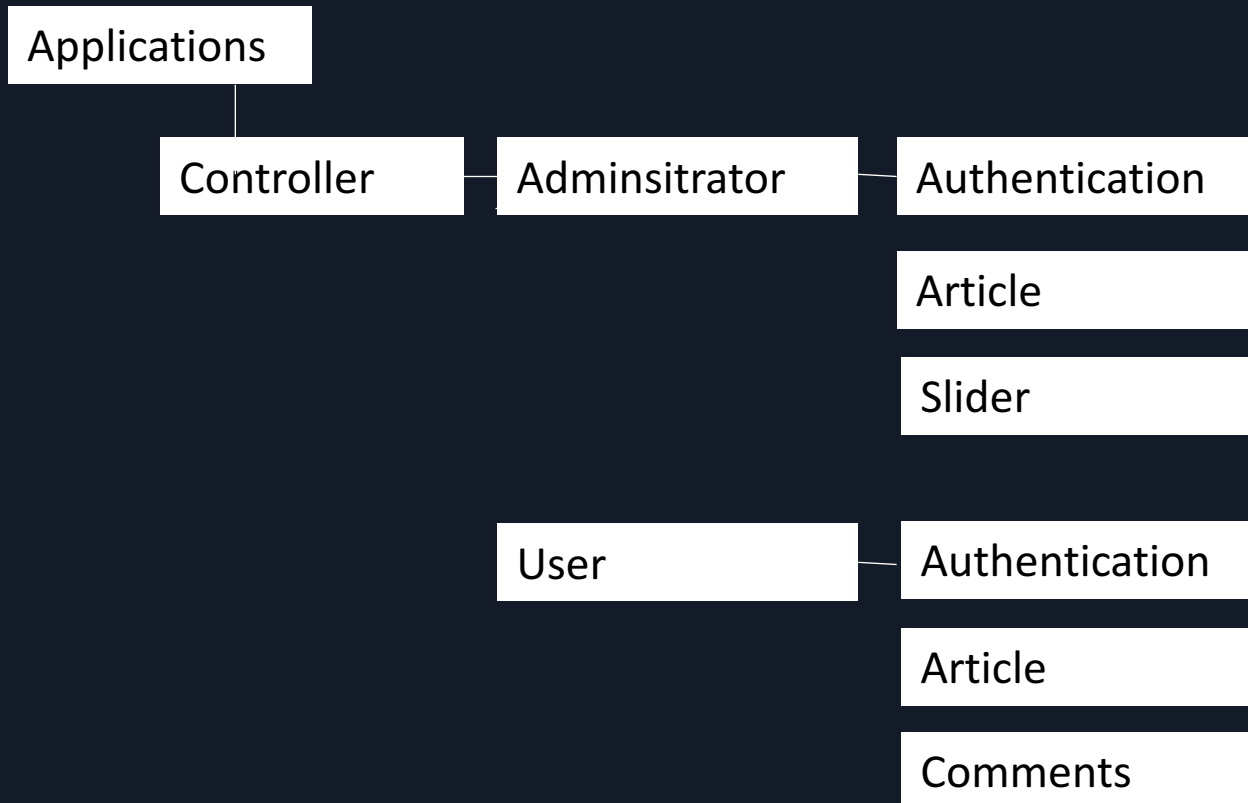 Applications
Controller
Adminsitrator
Authentication
Article
Slider
User
Authentication
Article
Comments